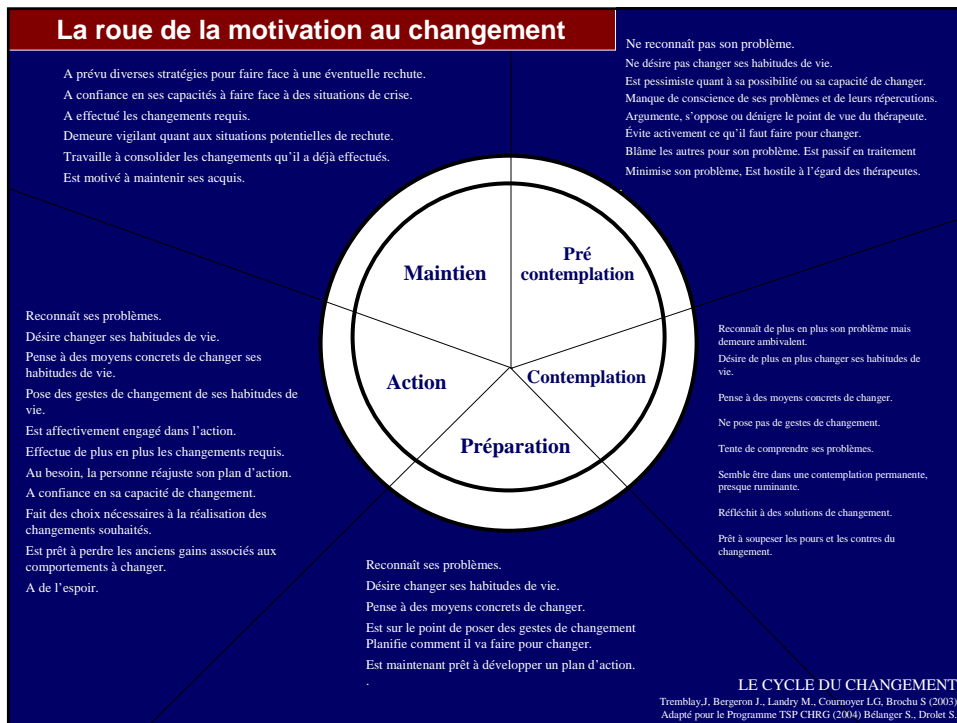 La roue de la motivation au changement
A prévu diverses stratégies pour faire face à une éventuelle rechute.
A confiance en ses capacités à faire face à des situations de crise.
A effectué les changements requis.
Demeure vigilant quant aux situations potentielles de rechute.
Travaille à consolider les changements qu'il a déjà effectués.
Est motivé à maintenir ses acquis.
Ne reconnaît pas son problème.
Ne désire pas changer ses habitudes de vie.
Est pessimiste quant à sa possibilité ou sa capacité de changer.
Manque de conscience de ses problèmes et de leurs répercutions.
Argumente, s'oppose ou dénigre le point de vue du thérapeute.
Évite activement ce qu'il faut faire pour changer.
Blâme les autres pour son problème. Est passif en traitement
Minimise son problème, Est hostile à l'égard des thérapeutes.
.
Maintien
Pré
contemplation
Action
Contemplation
Préparation
Reconnaît ses problèmes.
Désire changer ses habitudes de vie.
Pense à des moyens concrets de changer ses
habitudes de vie.
Pose des gestes de changement de ses habitudes de
vie.
Est affectivement engagé dans l'action.
Effectue de plus en plus les changements requis.
Au besoin, la personne réajuste son plan d'action.
A confiance en sa capacité de changement.
Fait des choix nécessaires à la réalisation des
changements souhaités.
Est prêt à perdre les anciens gains associés aux
comportements à changer.
A de l'espoir.
Reconnaît de plus en plus son problème mais
demeure ambivalent.
Désire de plus en plus changer ses habitudes de
vie.
Pense à des moyens concrets de changer.
Ne pose pas de gestes de changement.
Tente de comprendre ses problèmes.
Semble être dans une contemplation permanente,
presque ruminante.
Réfléchit à des solutions de changement.
Prêt à soupeser les pours et les contres du
changement.
Reconnaît ses problèmes.
Désire changer ses habitudes de vie.
Pense à des moyens concrets de changer.
Est sur le point de poser des gestes de changement
Planifie comment il va faire pour changer.
Est maintenant prêt à développer un plan d'action.
.
LE CYCLE DU CHANGEMENT
Tremblay,J, Bergeron J., Landry M., Cournoyer LG, Brochu S (2003)
Adapté pour le Programme TSP CHRG (2004) Bélanger S., Drolet S.